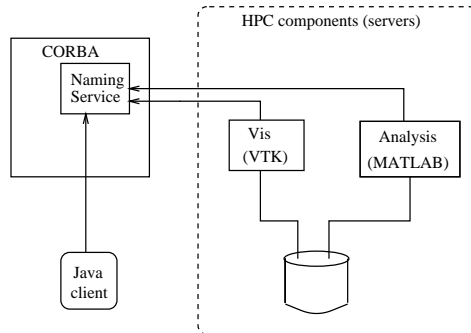 HPC components (servers)
CORBA
Naming
Service
Vis
(VTK)
Analysis
(MATLAB)
Java
client